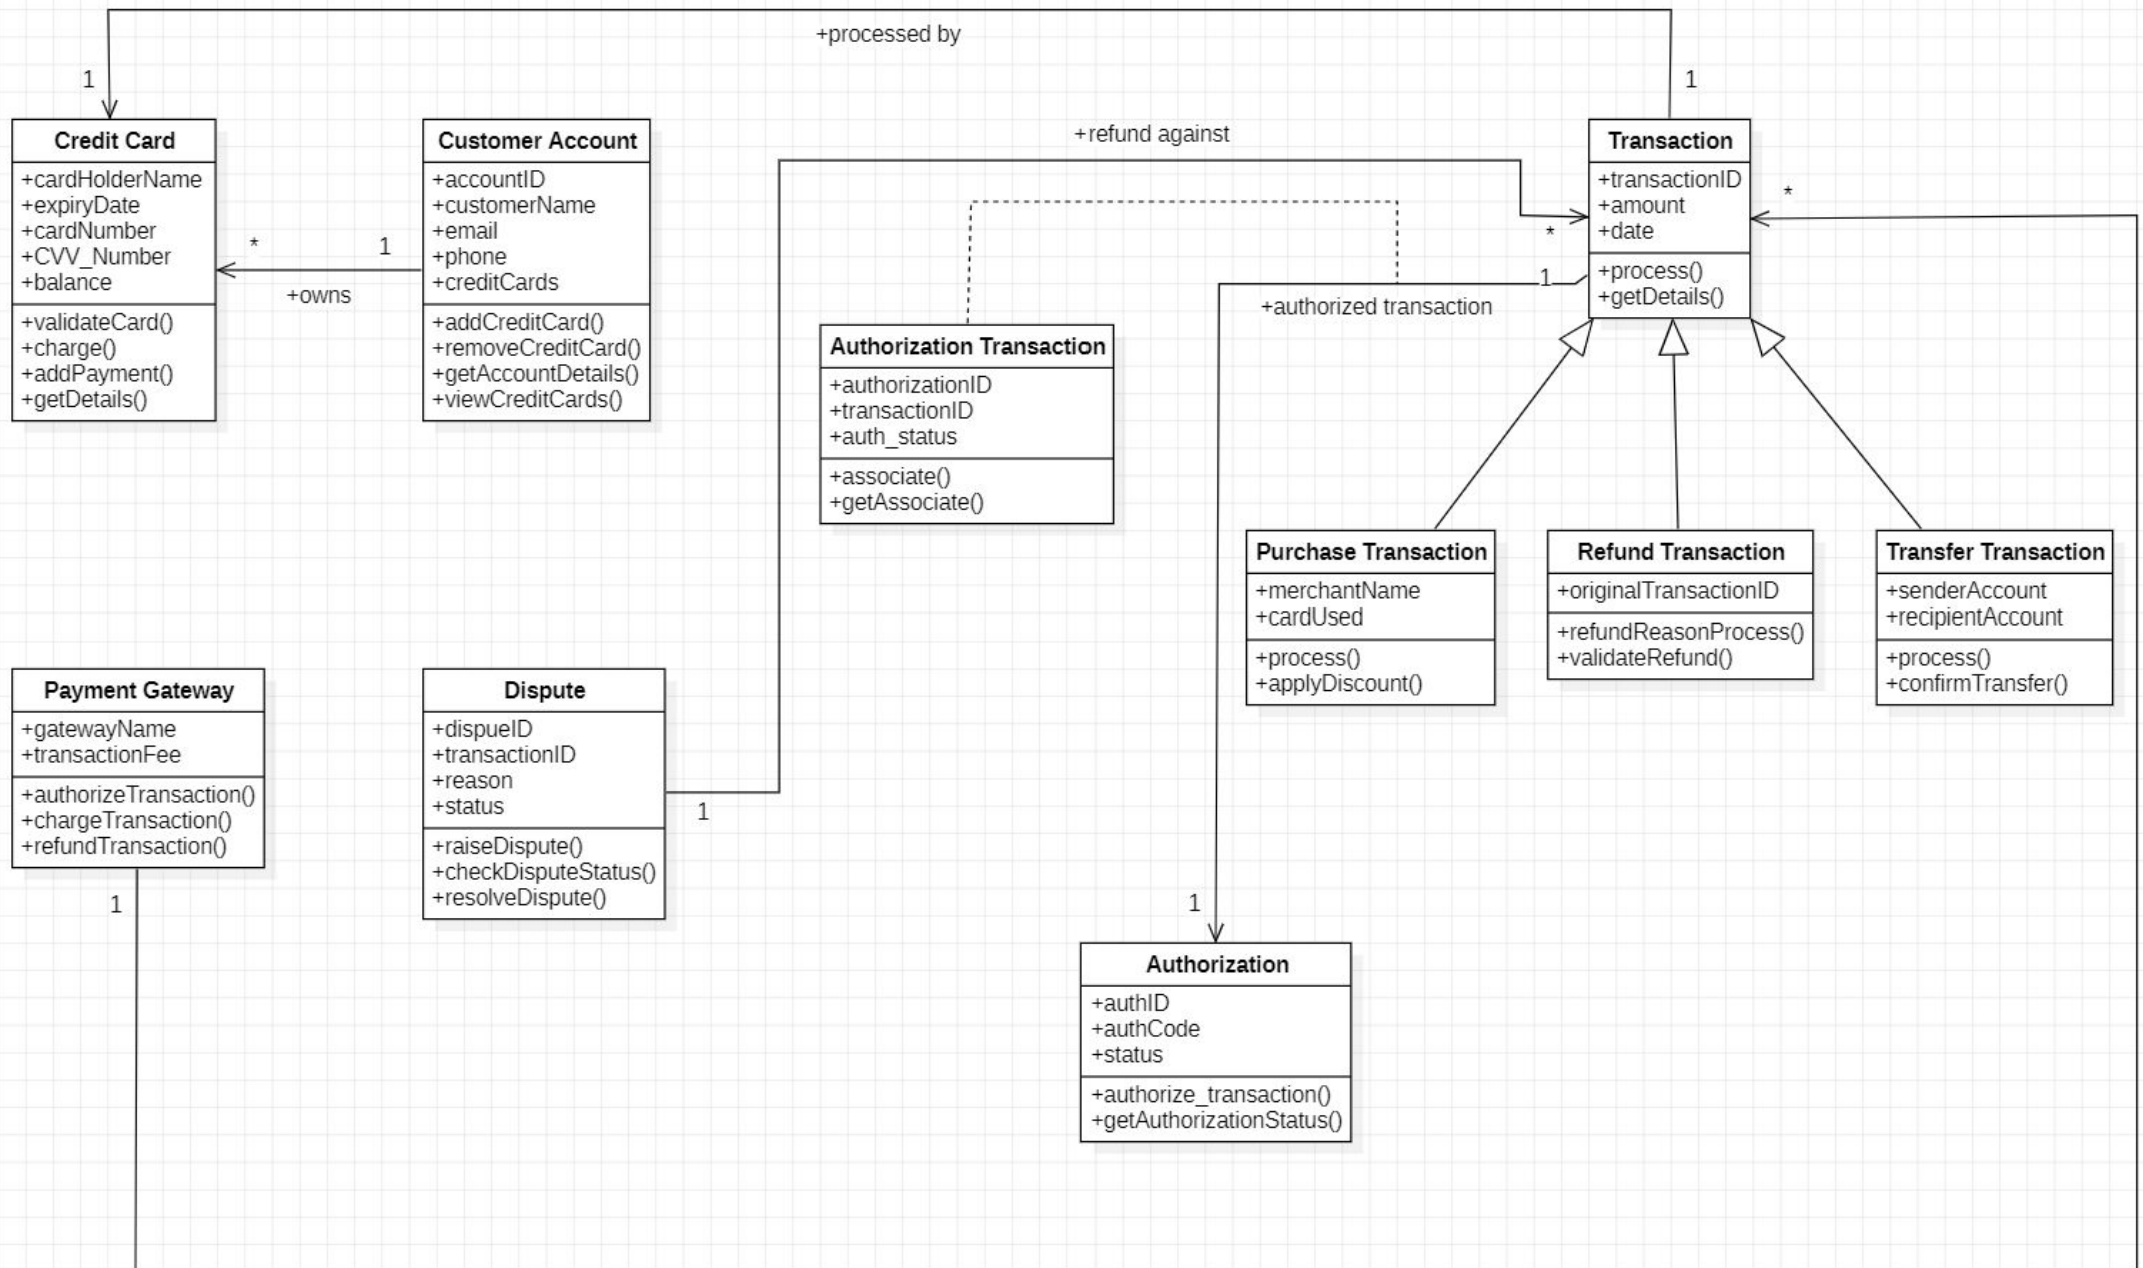 +processed by
1
1
Credit Card
+cardHolderName
+expiryDate
+cardNumber
+CVV_Number
+balance
+validateCard()
+charge()
+addPayment()
+getDetails()
*
1
+owns
Customer Account
+accountID
+customerName
+email
+phone
+creditCards
+addCreditCard()
+removeCreditCard()
+getAccountDetails()
+viewCreditCards()
+refund against
*
Transaction
+transactionID
+amount
+date
+process()
+getDetails()
*
1
+authorized transaction
Authorization Transaction
+authorizationID
+transactionID
+auth_status
+associate()
+getAssociate()
Purchase Transaction
+merchantName
+cardUsed
+process()
+applyDiscount()
Refund Transaction
+originalTransactionID
+refundReasonProcess()
+validateRefund()
Transfer Transaction
+senderAccount
+recipientAccount
+process()
+confirmTransfer()
Payment Gateway
+gatewayName
+transactionFee
+authorizeTransaction()
+chargeTransaction()
+refundTransaction()
1
Dispute
+dispueID
+transactionID
+reason
+status
+raiseDispute()
+checkDisputeStatus()
+resolveDispute()
1
1
Authorization
+authID
+authCode
+status
+authorize_transaction()
+getAuthorizationStatus()